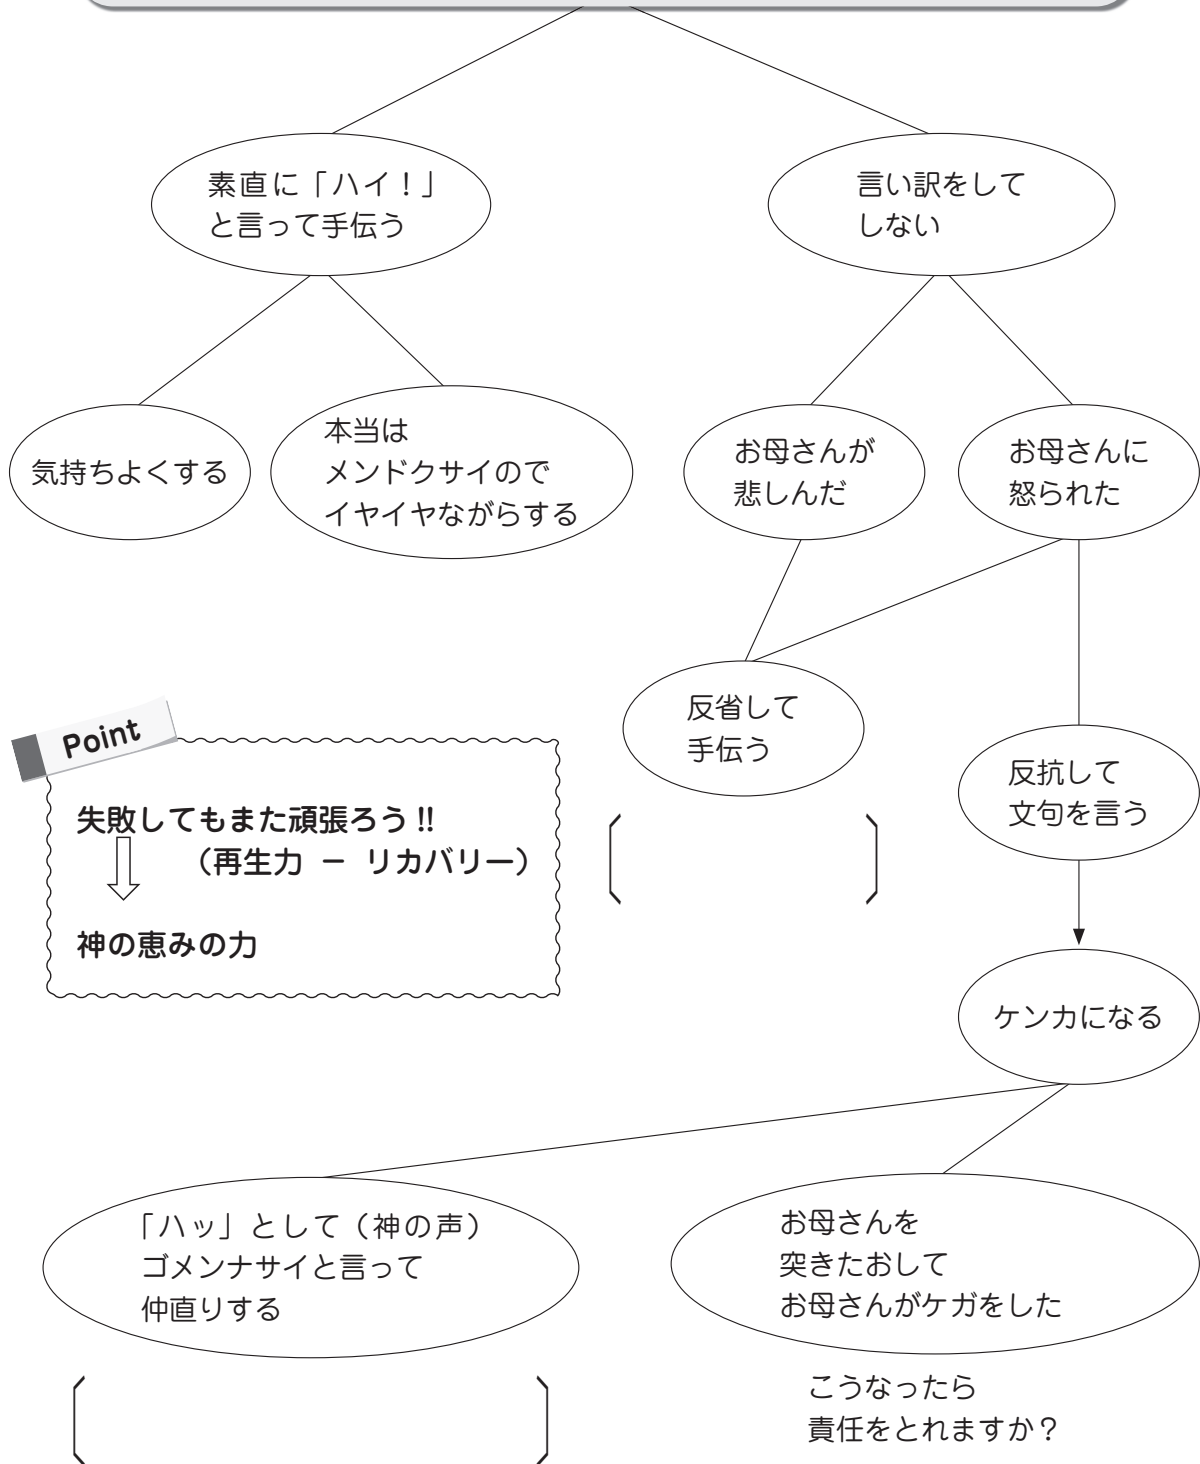 素直に「ハイ！」
と言って手伝う
言い訳をして
しない
気持ちよくする
本当は
メンドクサイので
イヤイヤながらする
お母さんが
悲しんだ
お母さんに
怒られた
反省して
手伝う
反抗して
文句を言う
Point
失敗してもまた頑張ろう!!
（再生力 － リカバリー）
神の恵みの力
ケンカになる
「ハッ」として（神の声）
ゴメンナサイと言って
仲直りする
お母さんを
突きたおして
お母さんがケガをした
こうなったら
責任をとれますか？